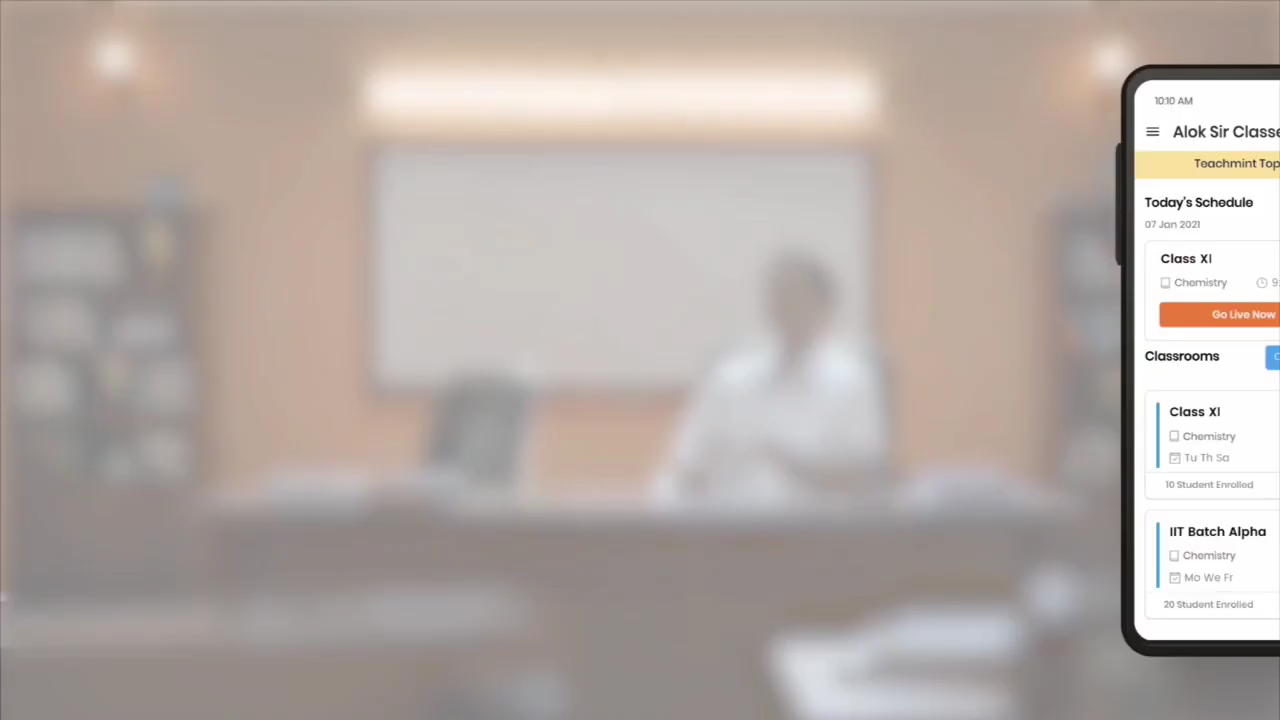 10:10 AM
Alok Sir Classe
Teachmint Top
Today's Schedule
07 Jan 2021
Class XI
Chemistry
Go Live Now
Classrooms
Class XI
Chemistry
Tu Th Sa
10 Student Enrolled
IIT Batch Alpha
Chemistry
Mo We Fr
20 Student Enrolled